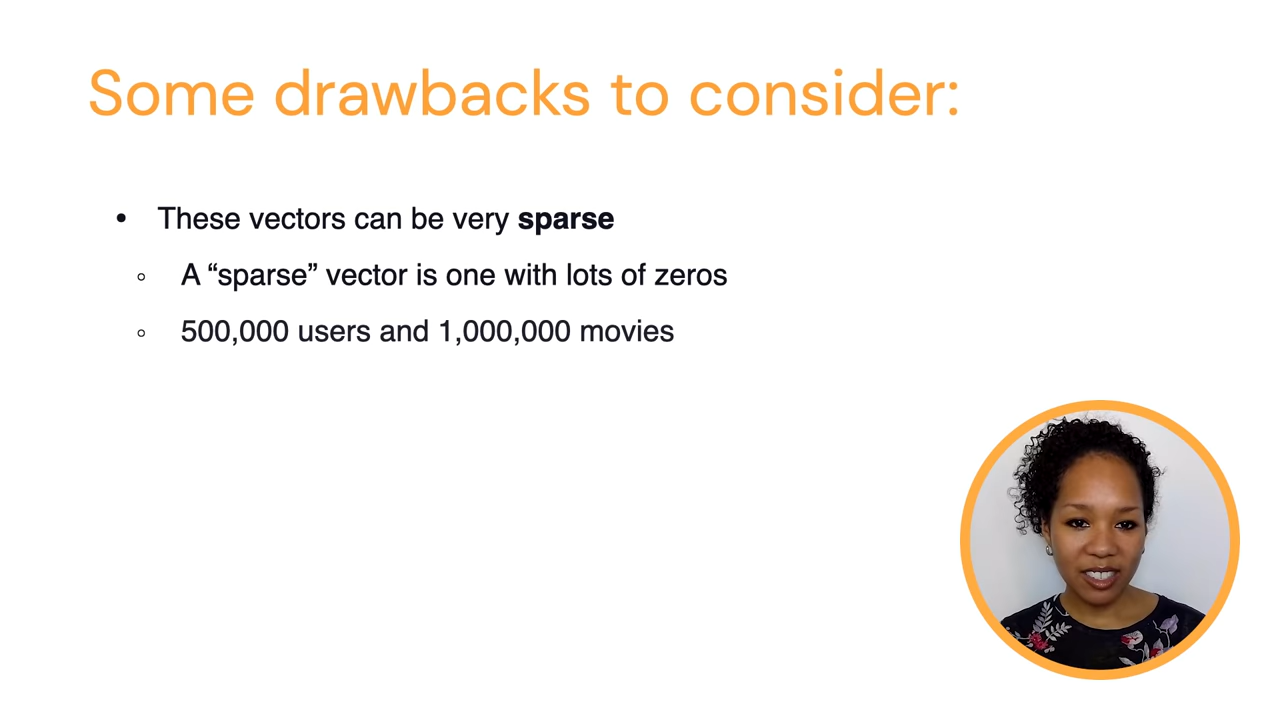 Some drawbacks to consider:
• These vectors can be very sparse
◦ A “sparse” vector is one with lots of zeros
◦ 500,000 users and 1,000,000 movies